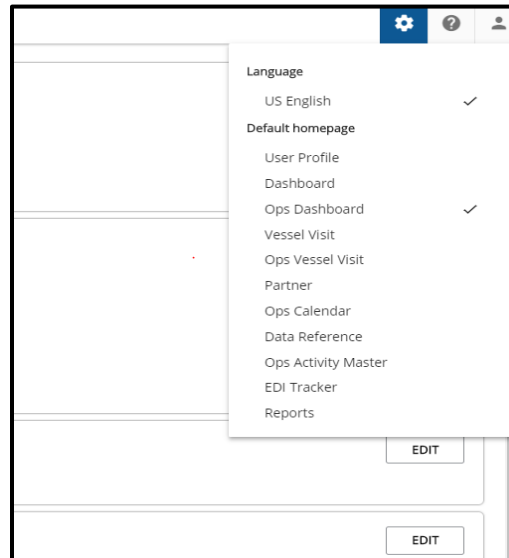 Language
US English
Default homepage
User Profile
Dashboard
Ops Dashboard
Vessel Visit
Ops Vessel Visit
Partner
Ops Calendar
Data Reference
Ops Activity Master
EDI Tracker
Reports
EDIT
EDIT